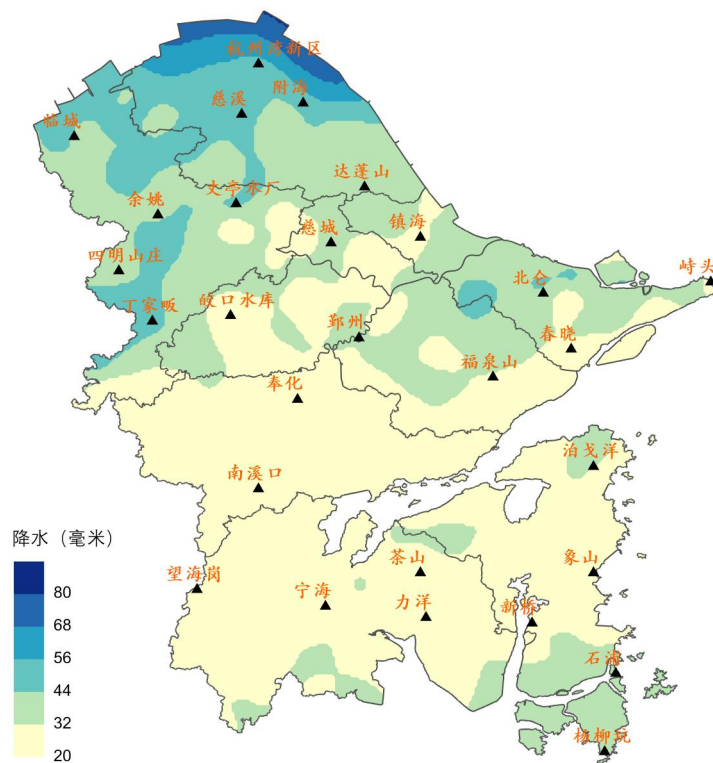 杭州湾新区
附海
慈溪
临城
达蓬山
丈亭水厂
余姚
镇海
慈城
四明山庄
峙头
北仑
丁家畈
皎口水库
鄞州
春晓
福泉山
奉化
泊戈洋
南溪口
降水（毫米）
望海岗
茶山
象山
宁海
力洋
新桥
石浦
80
68
56
44
32
20